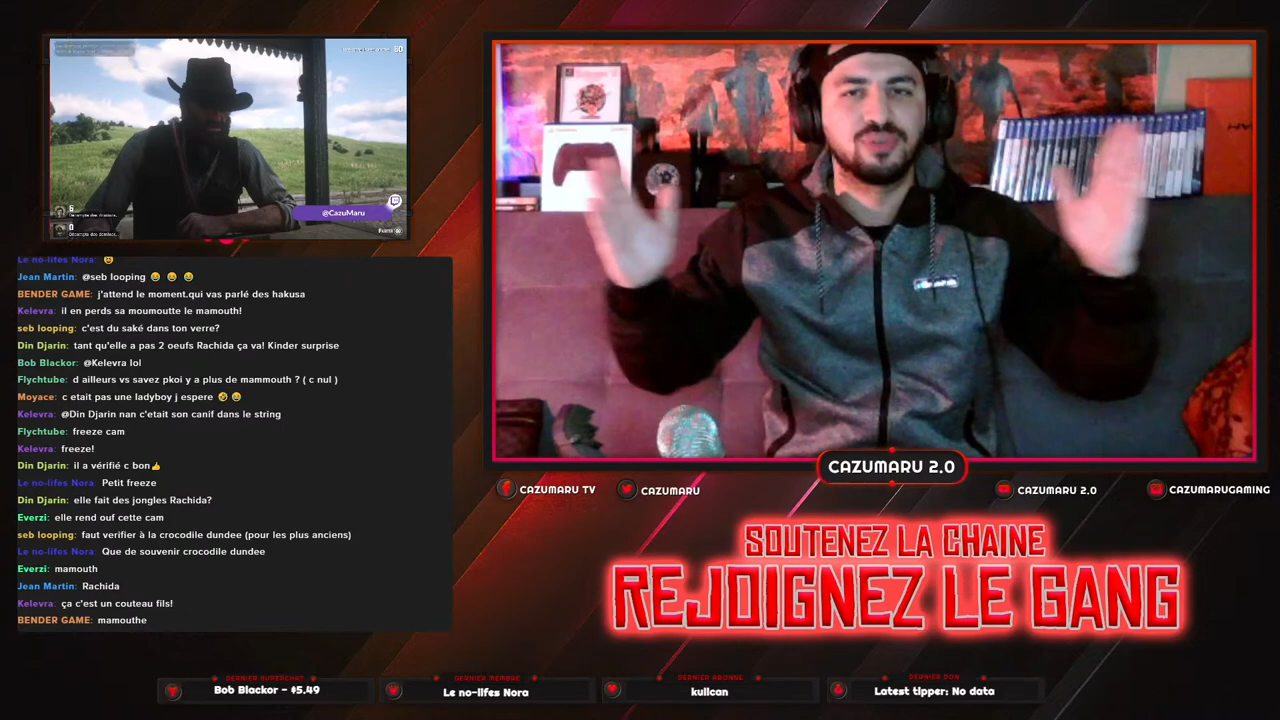 60
5
0
@CazuMaru
Le no-lifes Nora:
Jean Martin: @seb looping 😆 😆 😆
BENDER GAME: j'attend le moment.qui vas parlé des hakusa
Kelevra: il en perds sa moumoutte le mamouth!
seb looping: c'est du saké dans ton verre?
Din Djarin: tant qu'elle a pas 2 oeufs Rachida ça va! Kinder surprise
Bob Blackor: @Kelevra lol
Flychtube: d ailleurs vs savez pkoi y a plus de mammouth ? ( c nul )
Moyace: c etait pas une ladyboy j espere 🤣 😆
Kelevra: @Din Djarin nan c'etait son canif dans le string
Flychtube: freeze cam
Kelevra: freeze!
Din Djarin: il a vérifié c bon👍
Le no-lifes Nora: Petit freeze
Din Djarin: elle fait des jongles Rachida?
Everzi: elle rend ouf cette cam
seb looping: faut verifier à la crocodile dundee (pour les plus anciens)
Le no-lifes Nora: Que de souvenir crocodile dundee
Everzi: mamouth
Jean Martin: Rachida
Kelevra: ça c'est un couteau fils!
BENDER GAME: mamouthe
CAZUMARU 2.0
CAZUMARU TV
CAZUMARU
CAZUMARU 2.0
CAZUMARUGAMING
SOUTENEZ LA CHAINE
REJOIGNEZ LE GANG
DERNIER SUPERCHAT
Bob Blackor - $5.49
DERNIER MEMBRE
Le no-lifes Nora
DERNIER ABONNE
kulican
DERNIER DON
Latest tipper: No data